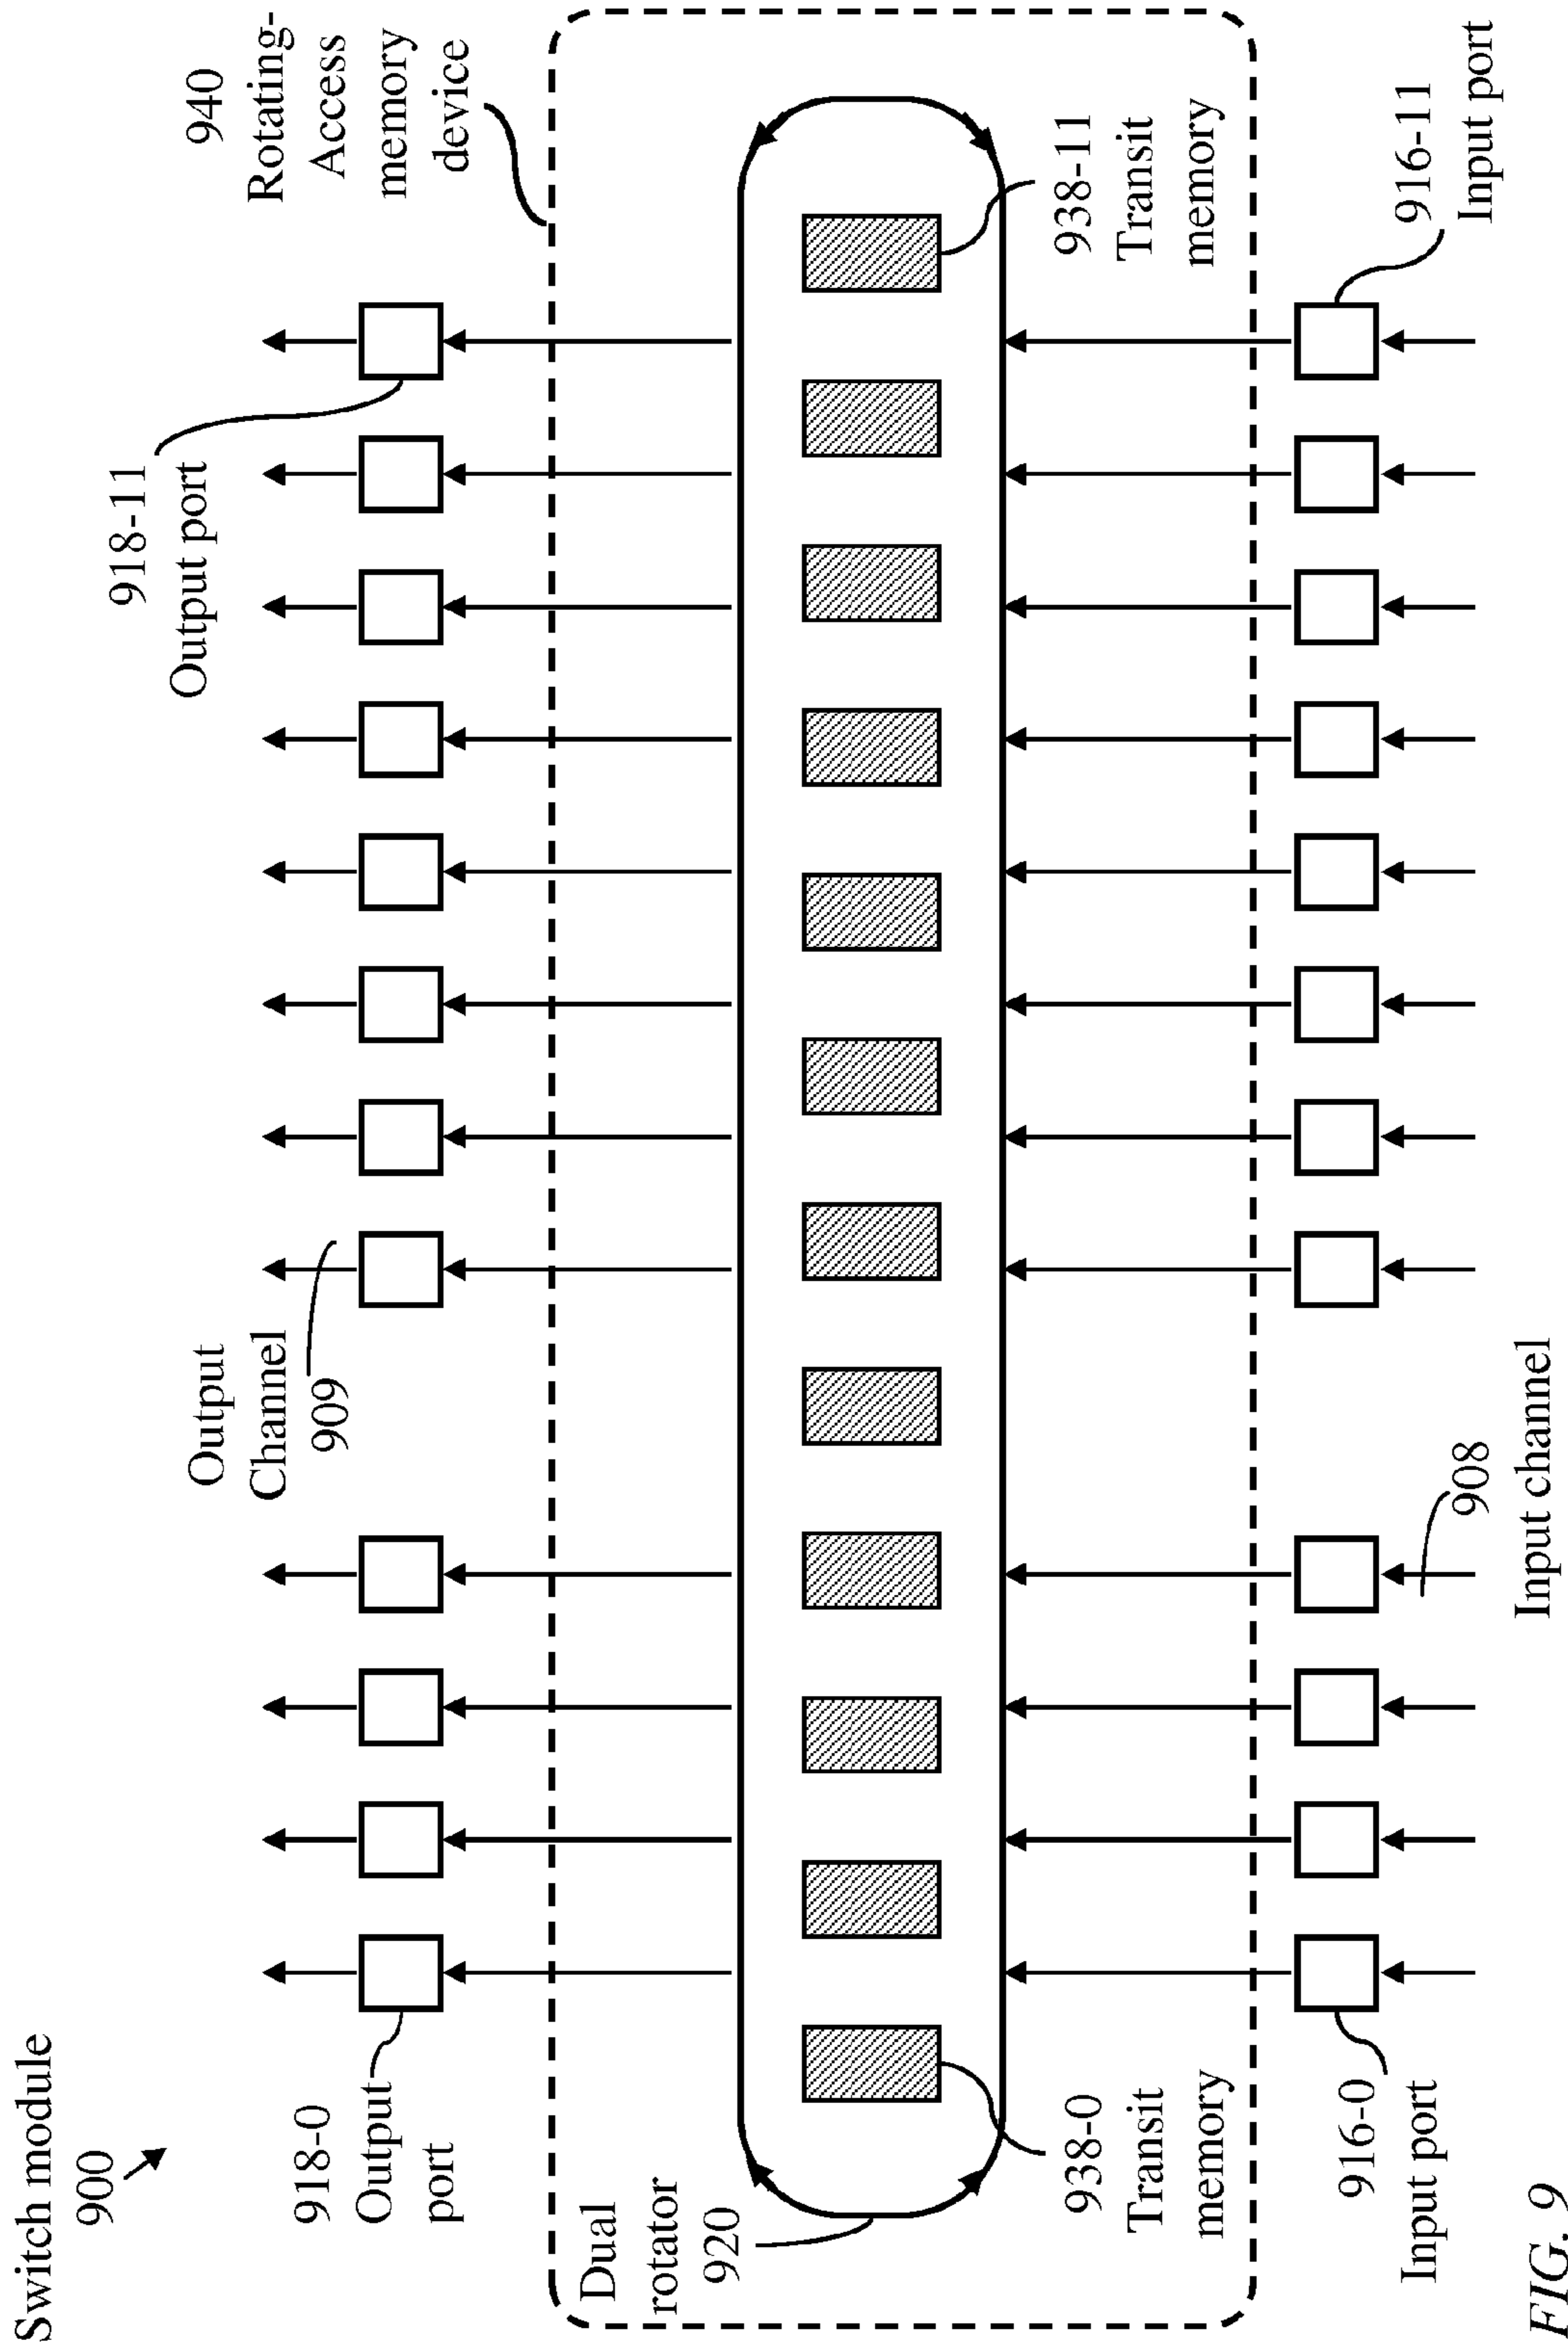 Switch module
900
918-0
Output
port
Output
Channel
909
918-11
Output port
940
Rotating-
Access
memory
device
Dual
rotator
920
938-0
Transit
memory
938-11
Transit
memory
916-0
Input port
908
Input channel
916-11
Input port
FIG. 9